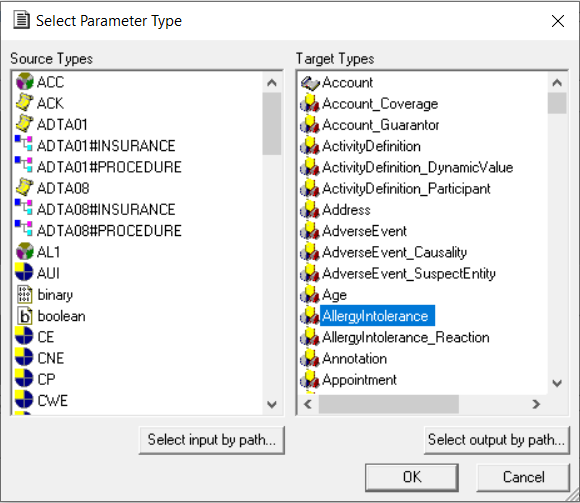 Select Parameter Type
Source Types
ACC
ACK
ADTA01
ADTA01#INSURANCE
ADTA01#PROCEDURE
ADTA08
ADTA08#INSURANCE
ADTA08#PROCEDURE
AL1
AUI
binary
boolean
CE
CNE
CP
CWE
Select input by path...
Target Types
Account
Account_Coverage
Account_Guarantor
ActivityDefinition
ActivityDefinition_DynamicValue
ActivityDefinition_Participant
Address
AdverseEvent
AdverseEvent_Causality
AdverseEvent_SuspectEntity
Age
AllergyIntolerance
AllergyIntolerance_Reaction
Annotation
Appointment
Select output by path...
OK
Cancel